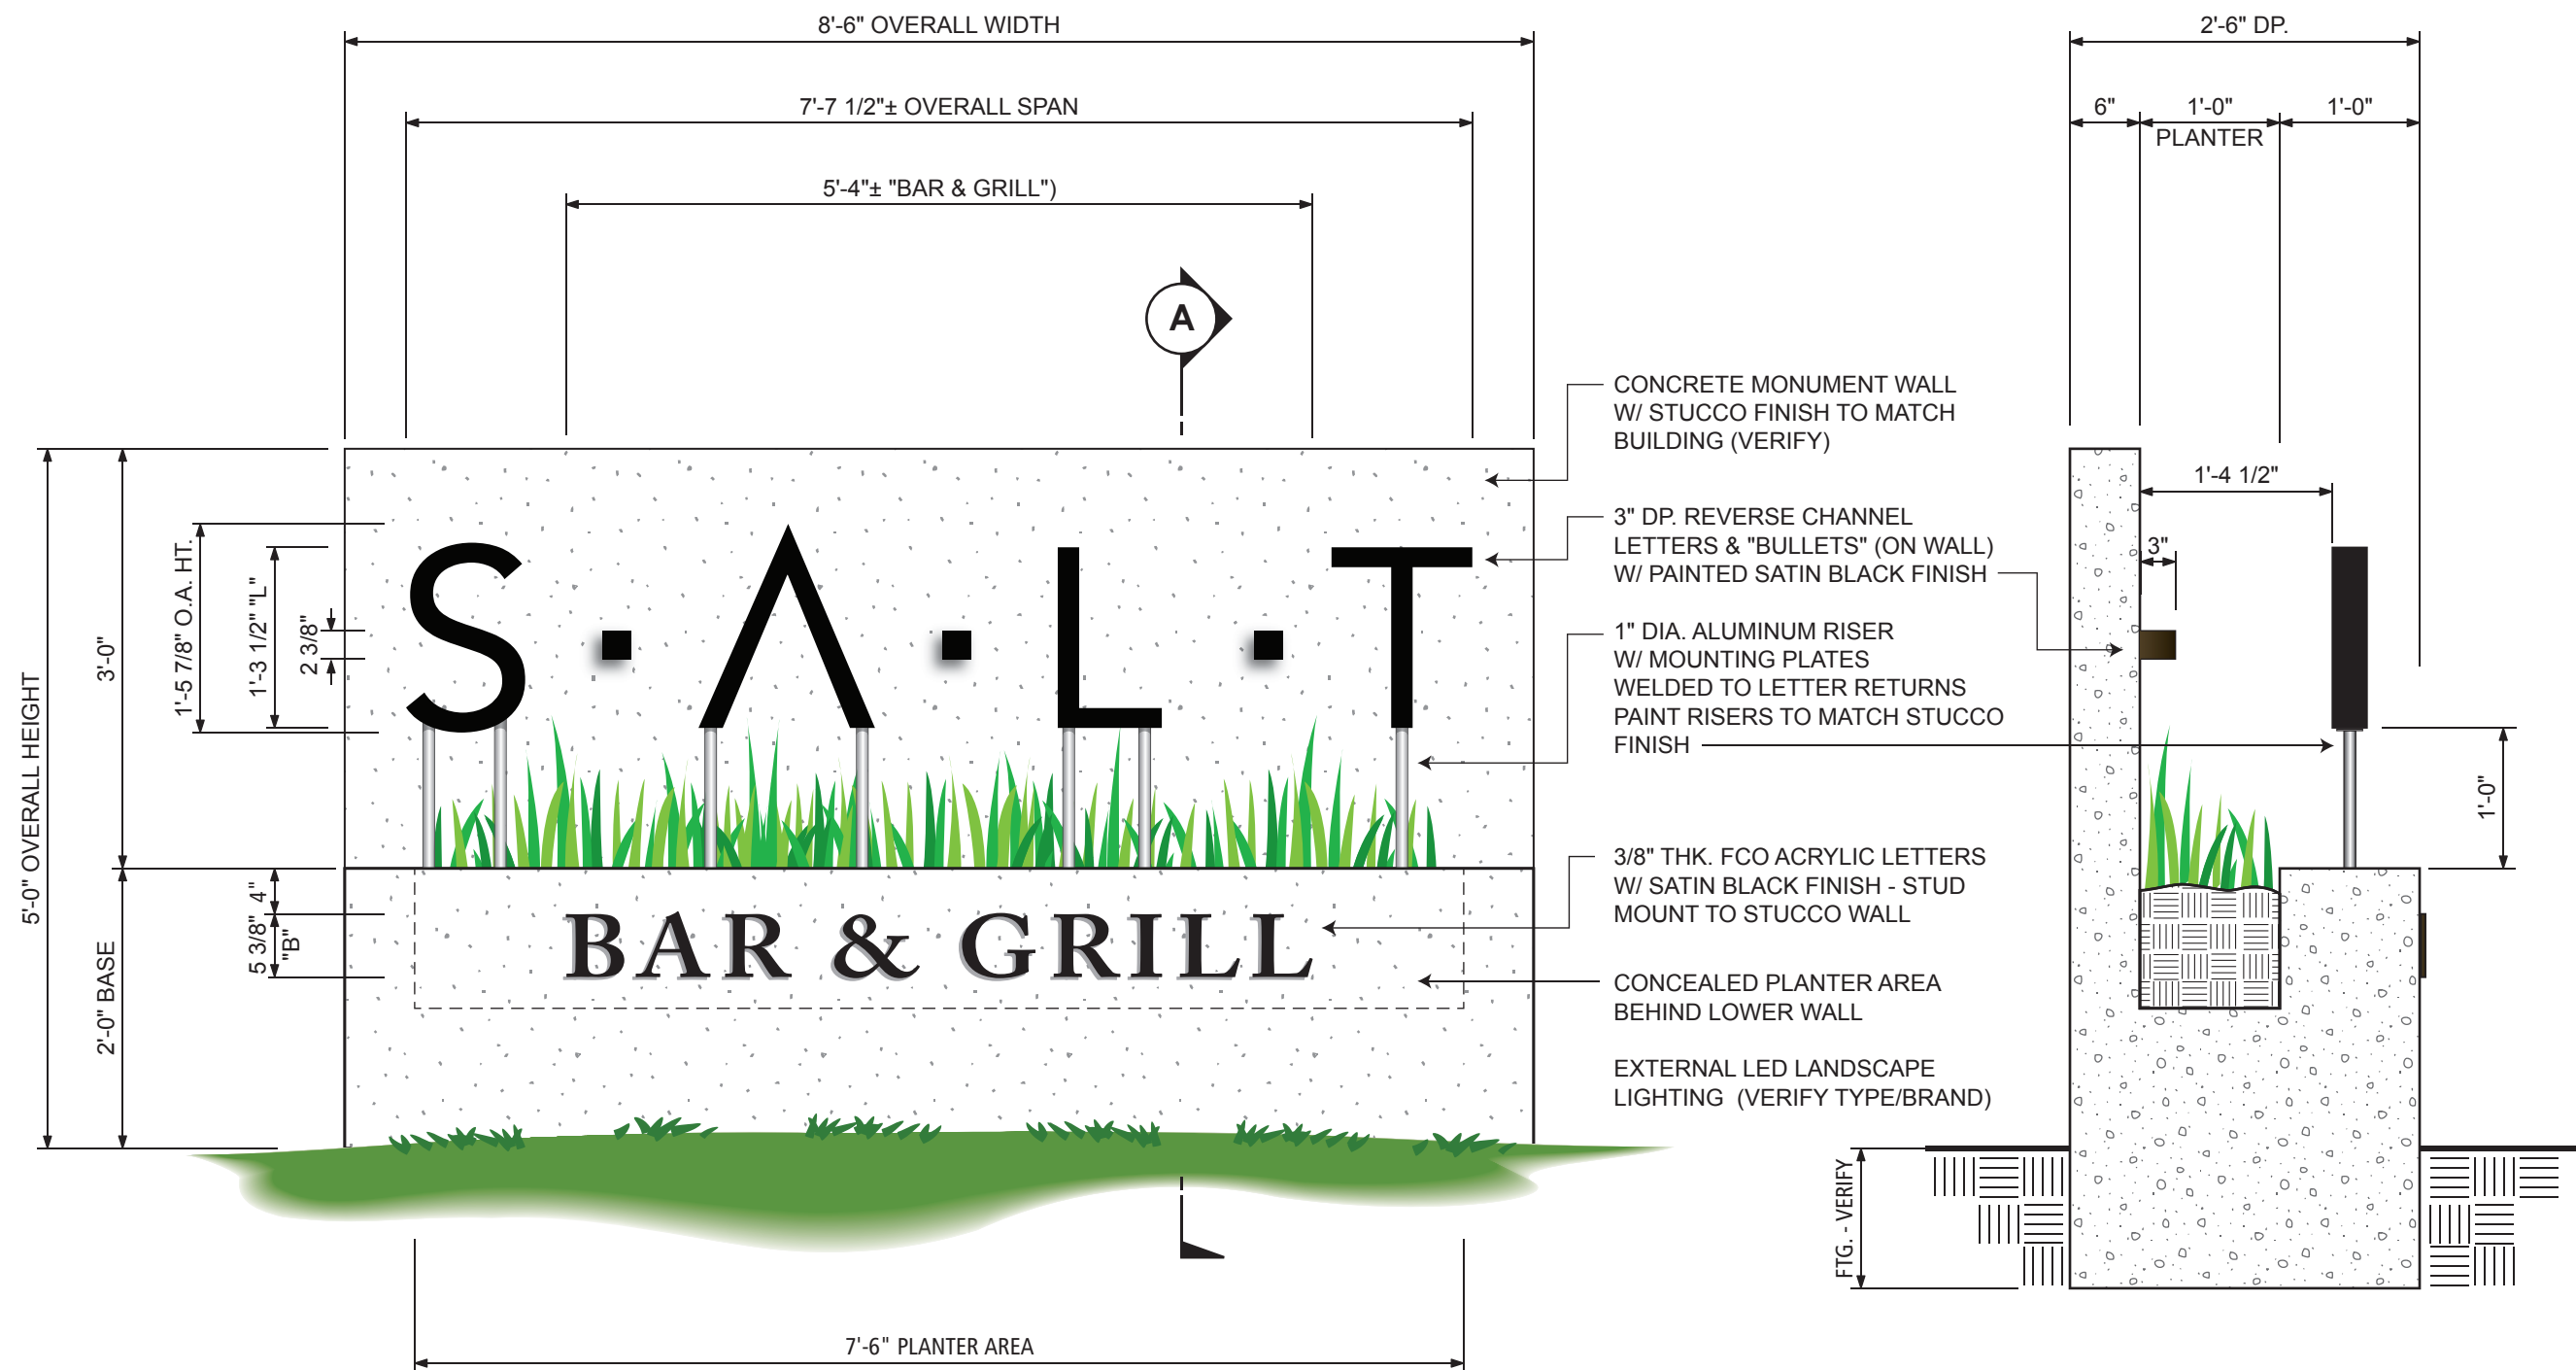 8'-6" OVERALL WIDTH
2'-6" DP.
7'-7 1/2"± OVERALL SPAN
6"
1'-0"
1'-0"
PLANTER
5'-4"± "BAR & GRILL")
A
CONCRETE MONUMENT WALL
W/ STUCCO FINISH TO MATCH
BUILDING (VERIFY)
3" DP. REVERSE CHANNEL
LETTERS & "BULLETS" (ON WALL)
W/ PAINTED SATIN BLACK FINISH
1" DIA. ALUMINUM RISER
W/ MOUNTING PLATES
WELDED TO LETTER RETURNS
PAINT RISERS TO MATCH STUCCO
FINISH
3/8" THK. FCO ACRYLIC LETTERS
W/ SATIN BLACK FINISH - STUD
MOUNT TO STUCCO WALL
CONCEALED PLANTER AREA
BEHIND LOWER WALL
EXTERNAL LED LANDSCAPE
LIGHTING (VERIFY TYPE/BRAND)
5'-0" OVERALL HEIGHT
3'-0"
2'-0" BASE
1'-5 7/8" O.A. HT.
1'-3 1/2" "L"
2 3/8"
4"
5 3/8"
"B"
S·A·L·T
BAR & GRILL
1'-4 1/2"
3"
1'-0"
FTG. - VERIFY
7'-6" PLANTER AREA